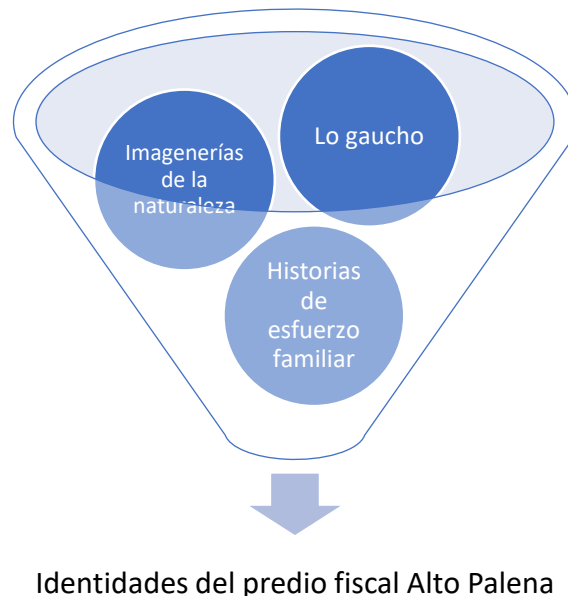 Imagenerías
de la
naturaleza
Lo gaucho
Historias
de
esfuerzo
familiar
Identidades del predio fiscal Alto Palena